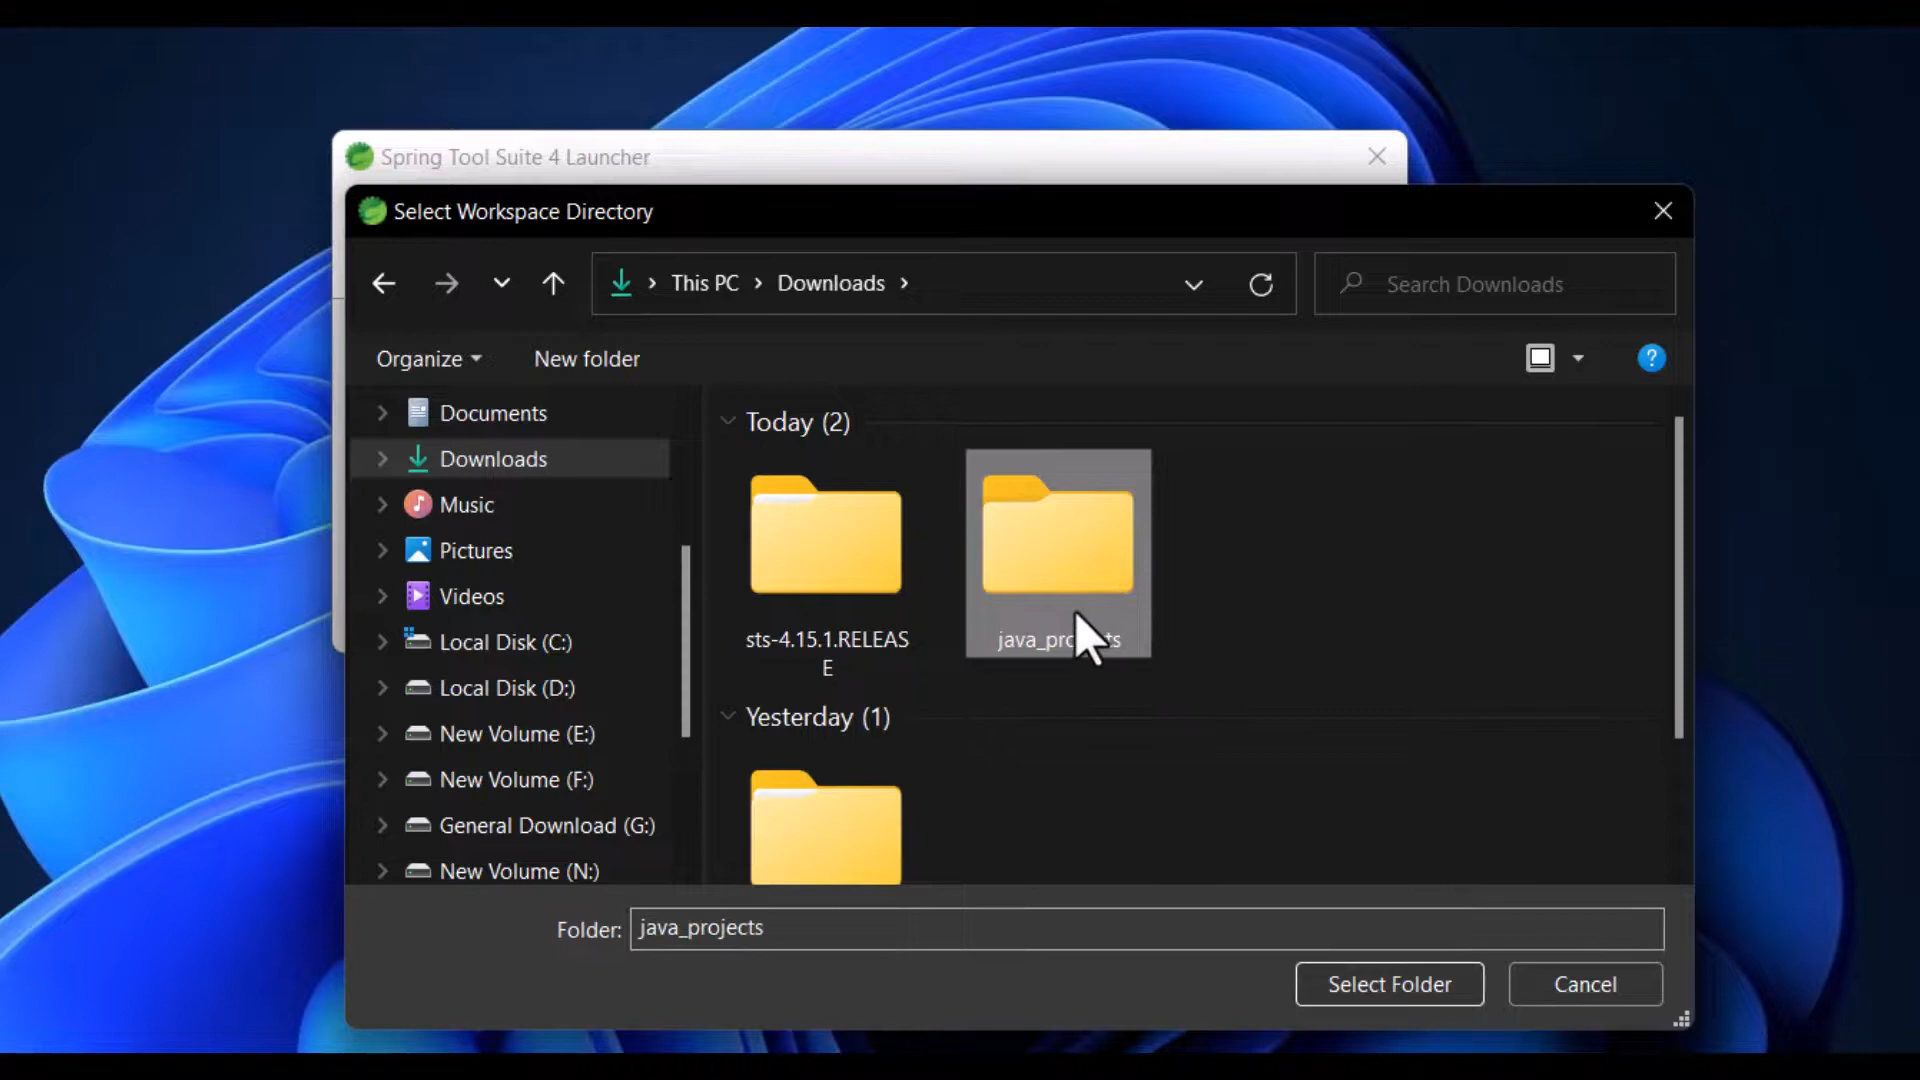 Spring Tool Suite 4 Launcher
Select Workspace Directory
This PC
Downloads
Search Downloads
Organize
New folder
?
Documents
Downloads
Music
Pictures
Videos
Local Disk (C:)
Local Disk (D:)
New Volume (E:)
New Volume (F:)
General Download (G:)
New Volume (N:)
Today (2)
sts-4.15.1.RELEAS
E
java_projects
Yesterday (1)
Folder:
java_projects
Select Folder
Cancel